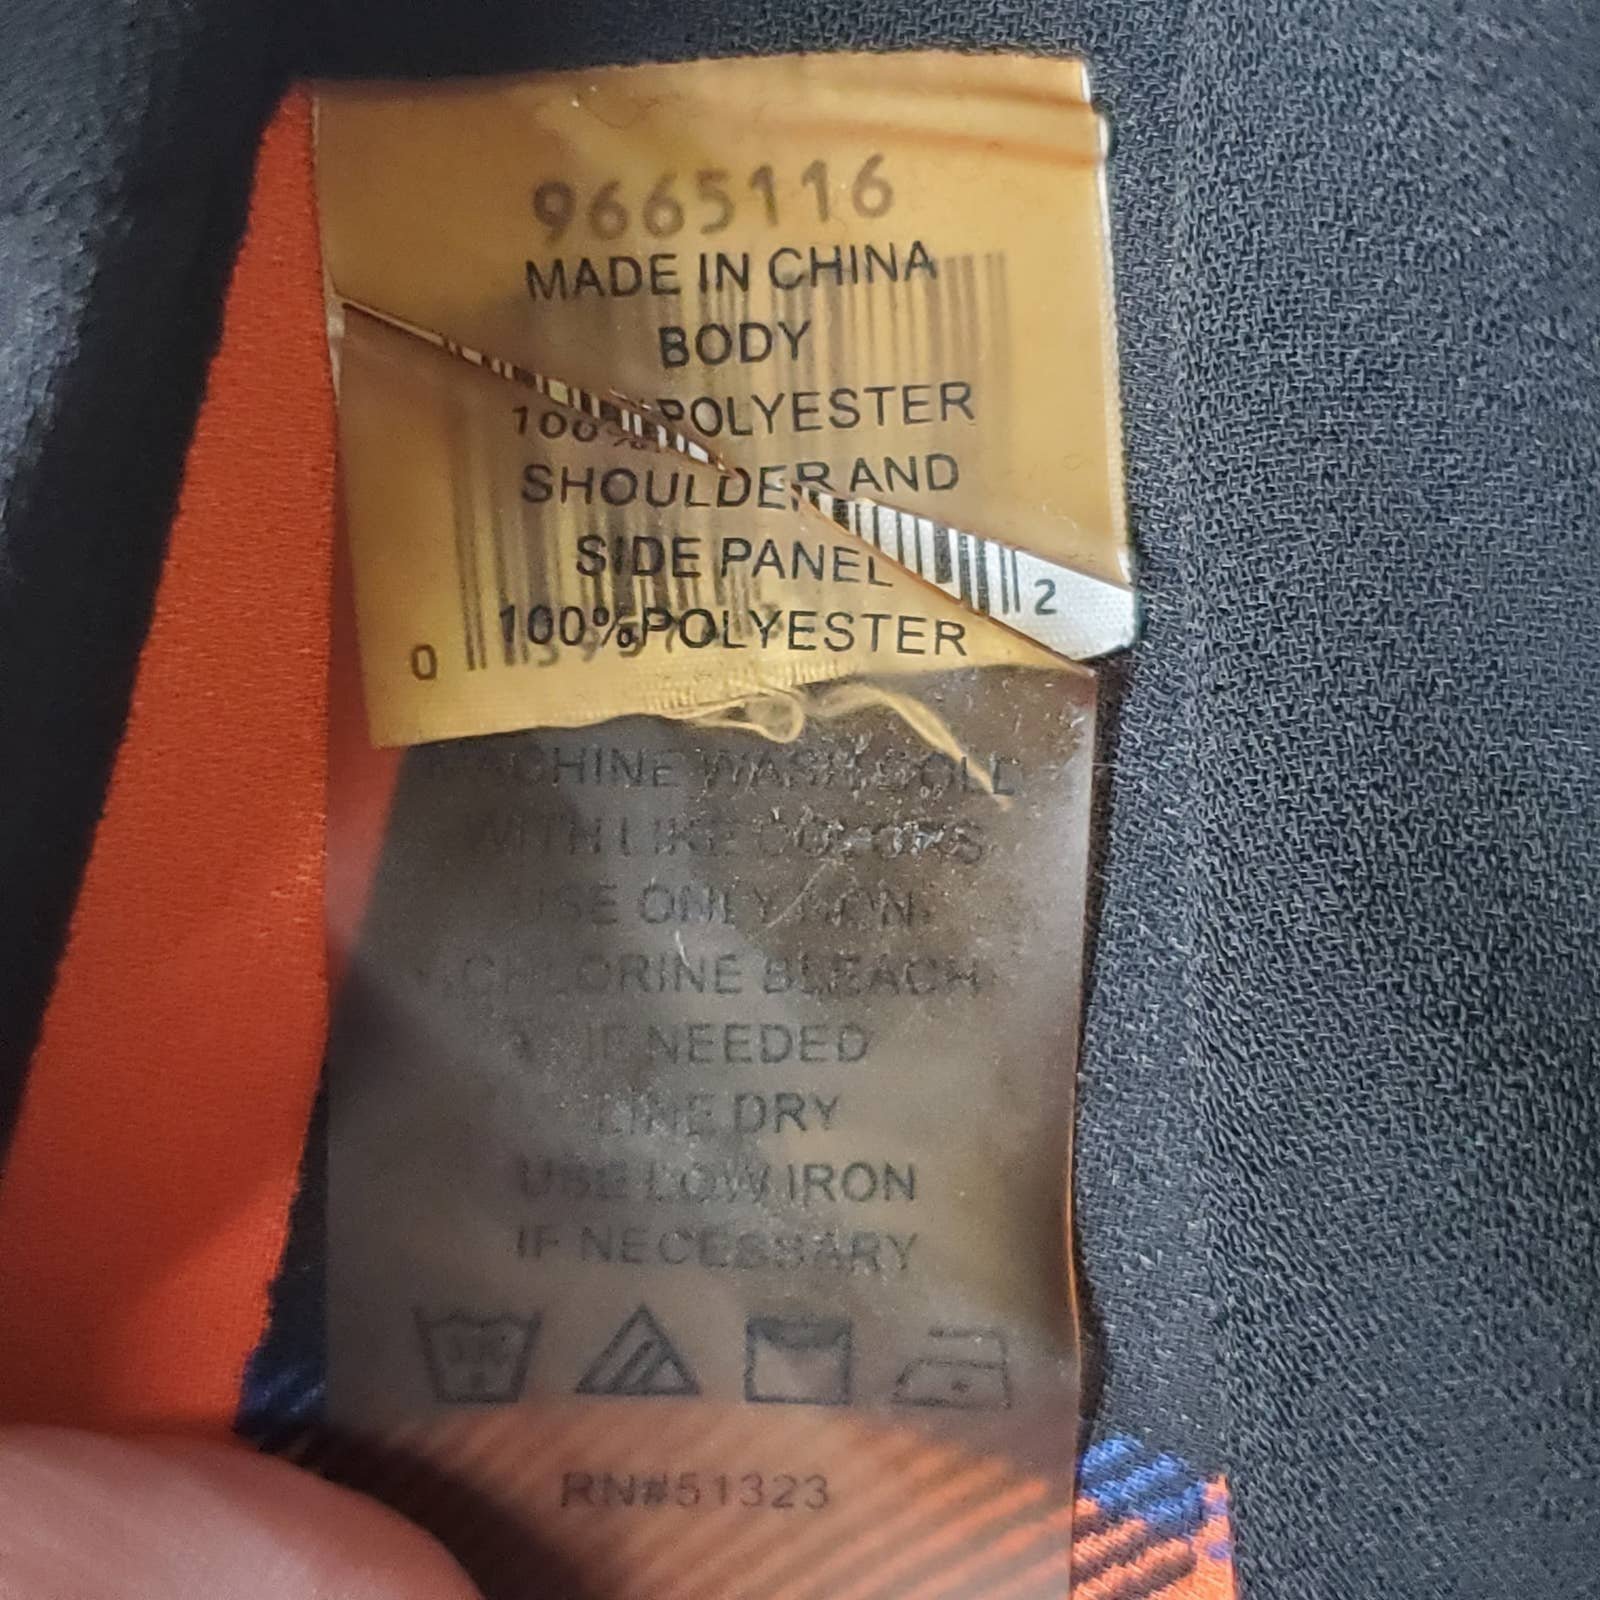 9665116
MADE IN CHINA
BODY
100% POLYESTER
SHOULDER AND
SIDE PANEL
100%POLYESTER
0
2
MACHINE WASH COLD
WITH LIKE COLORS
USE ONLY NON-
CHLORINE BLEACH
IF NEEDED
LINE DRY
USE LOW IRON
IF NECESSARY
RN#51323